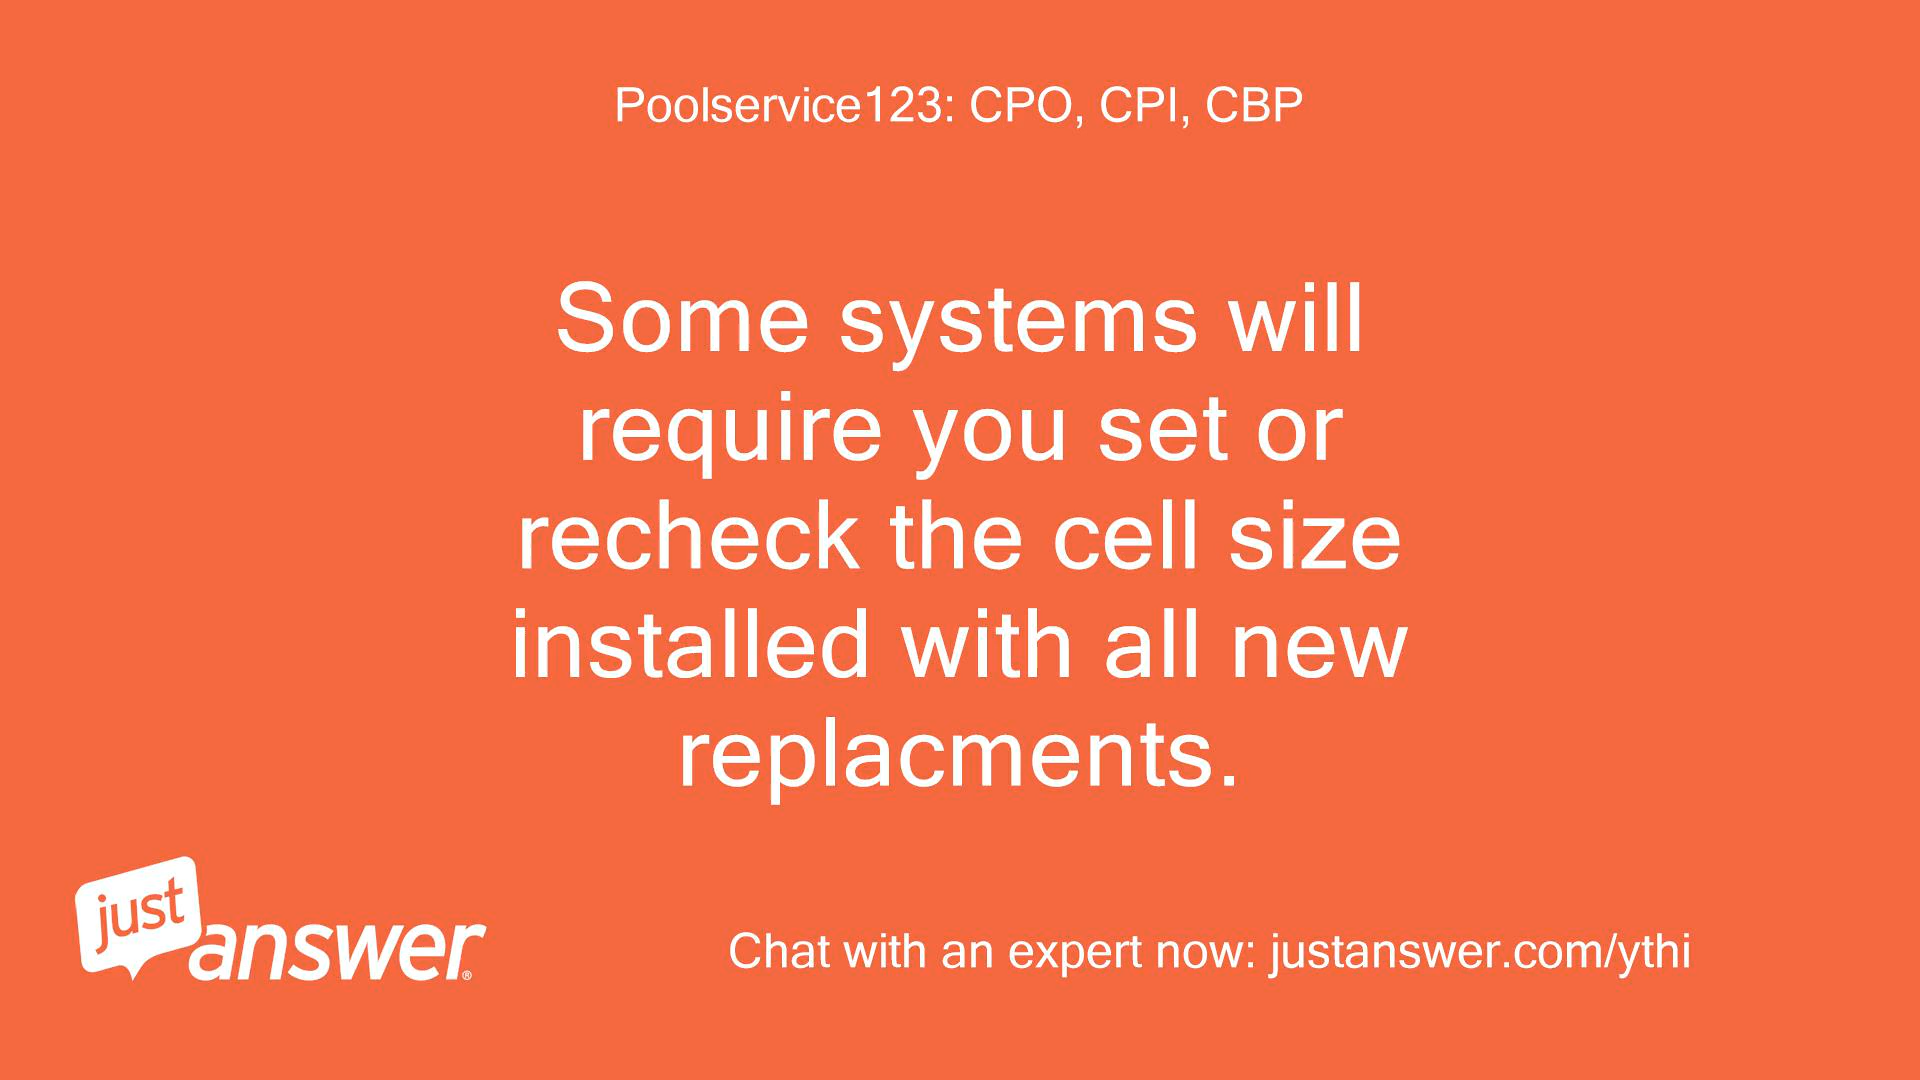 Poolservice123: CPO, CPI, CBP
Some systems will
require you set or
recheck the cell size
installed with all new
replacments.
just
answer®
Chat with an expert now: justanswer.com/ythi